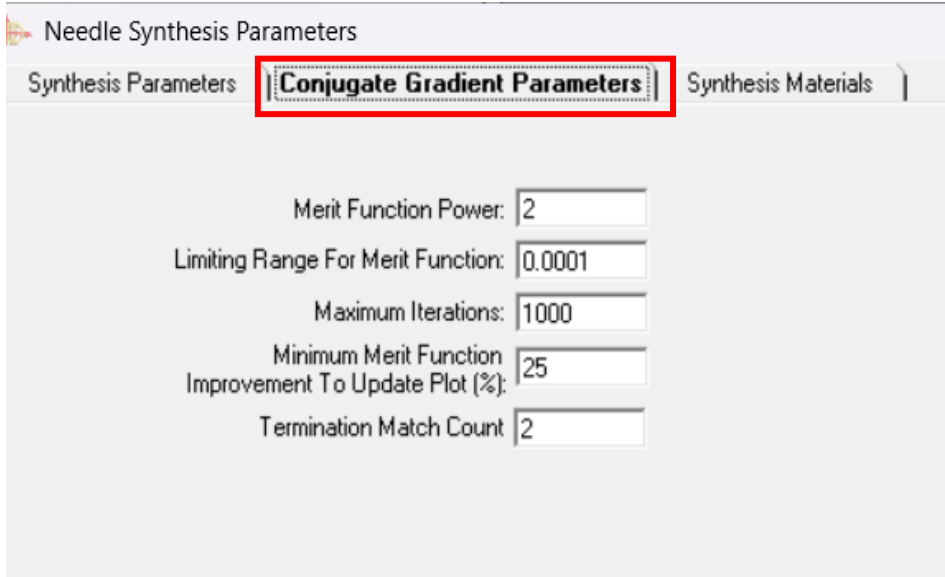 Needle Synthesis Parameters
Synthesis Parameters Conjugate Gradient Parameters Synthesis Materials
Merit Function Power: 2
Limiting Range For Merit Function: 0.0001
Maximum Iterations: 1000
Minimum Merit Function
Improvement To Update Plot (%): 25
Termination Match Count 2